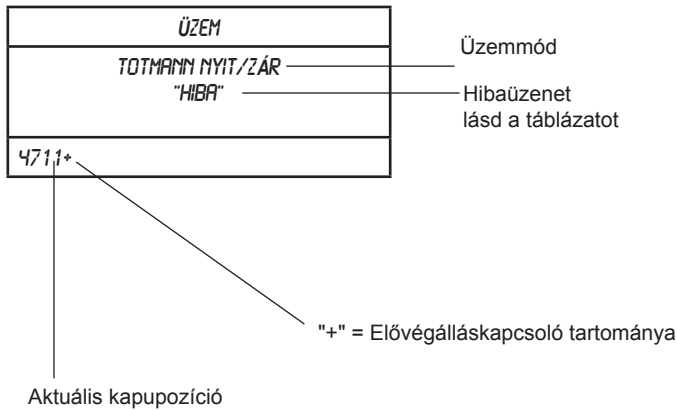 ÜZEM
TOTMANN NYIT/ZÁR
"HIBA"
4711+
Üzemmód
Hibaüzenet
lásd a táblázatot
"+" = Elővégálláskapcsoló tartománya
Aktuális kapupozíció